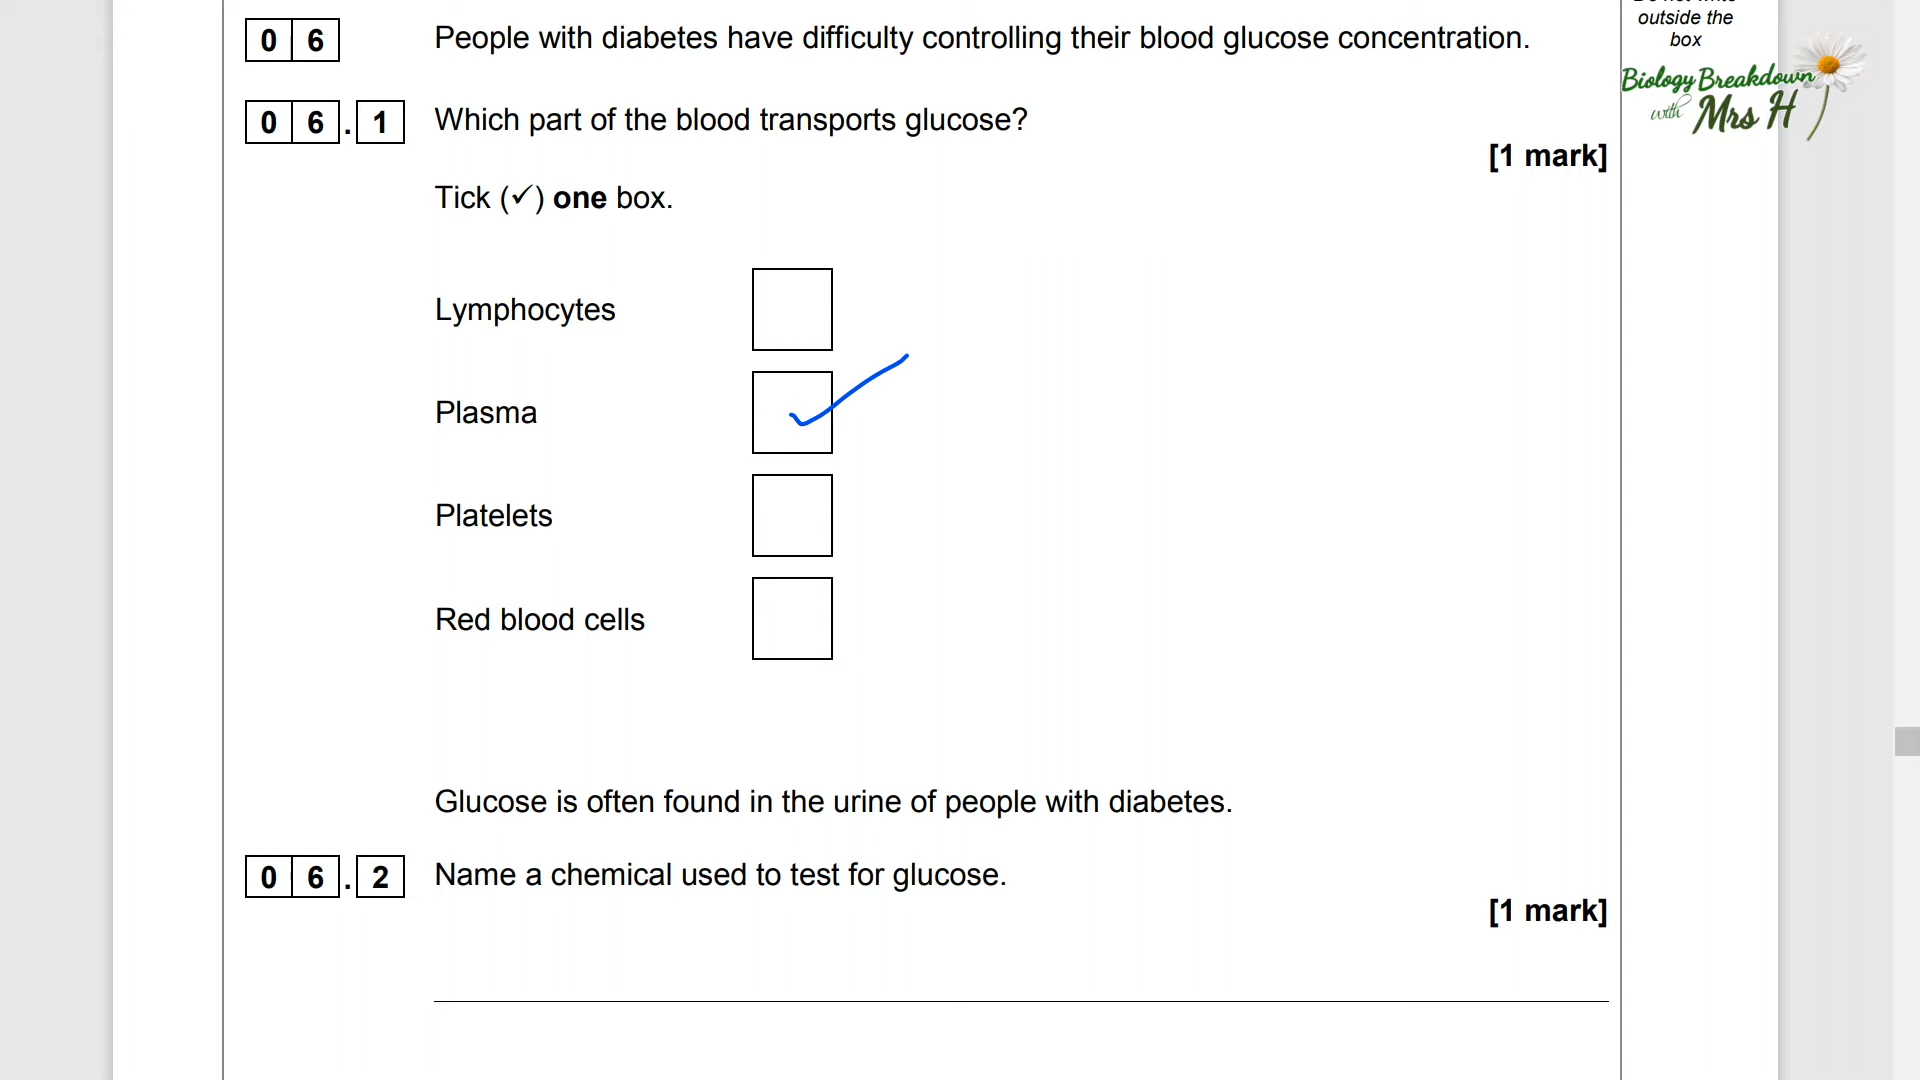 outside the
box
Biology Breakdown
with Mrs H
0 6 People with diabetes have difficulty controlling their blood glucose concentration.
0 6 . 1 Which part of the blood transports glucose?
[1 mark]
Tick (✓) one box.
Lymphocytes
Plasma
Platelets
Red blood cells
Glucose is often found in the urine of people with diabetes.
0 6 . 2 Name a chemical used to test for glucose.
[1 mark]